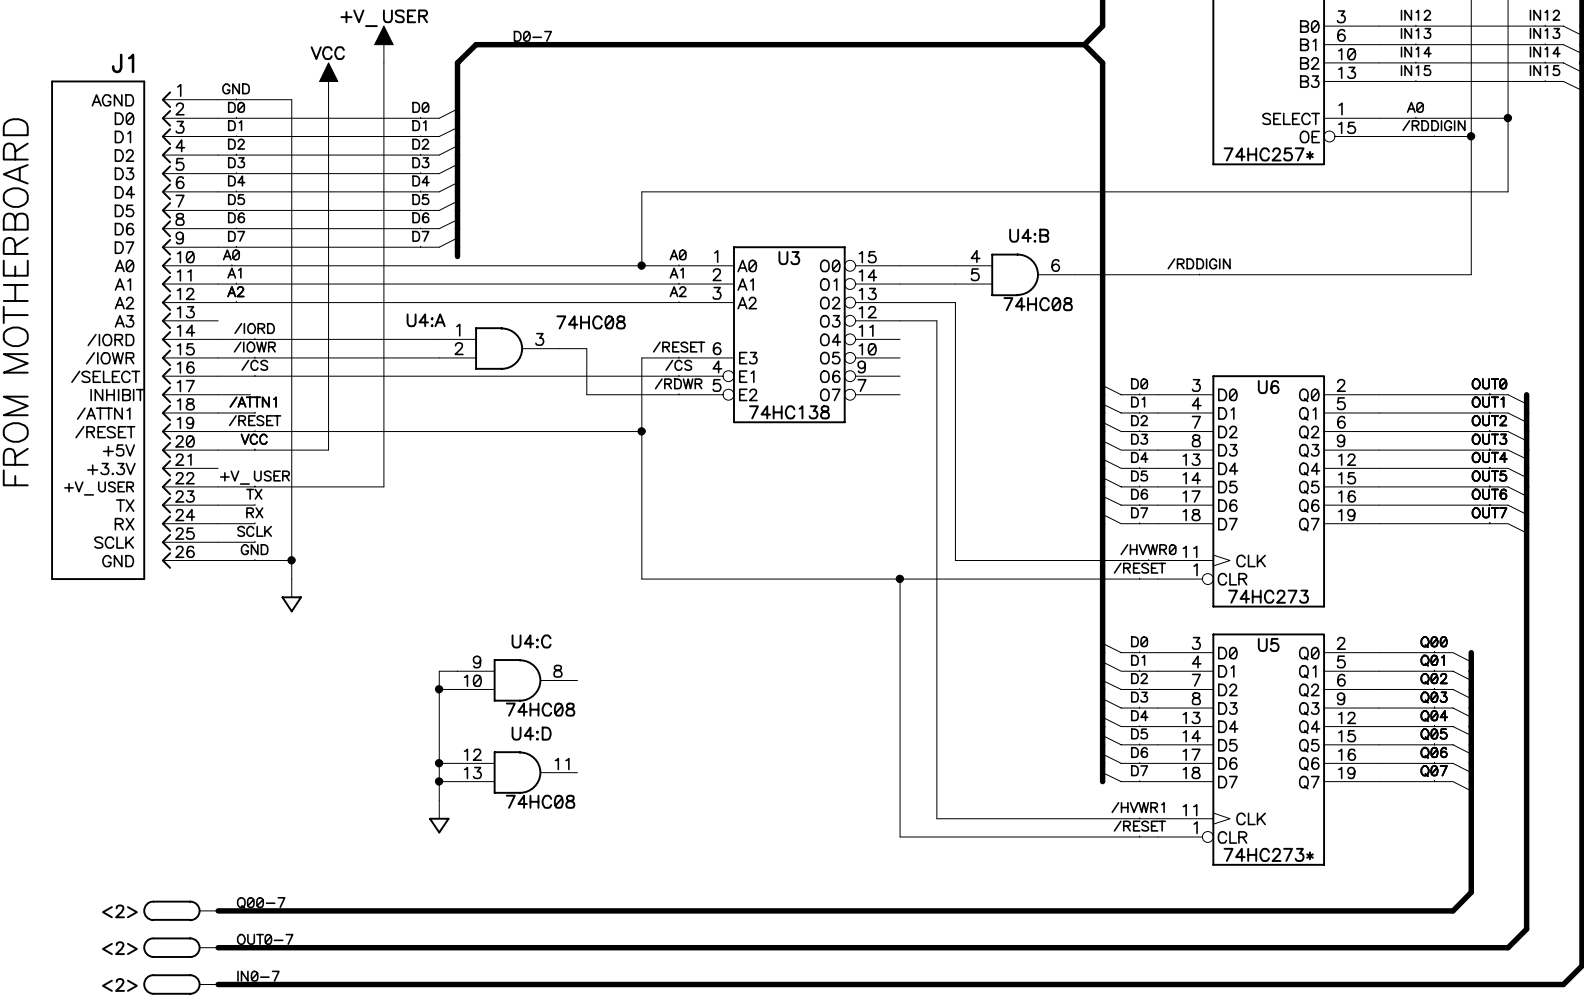 FROM MOTHERBOARD
J1
+V_USER
VCC
AGND 1 GND
D0 2 D0 D0
D1 3 D1 D1
D2 4 D2 D2
D3 5 D3 D3
D4 6 D4 D4
D5 7 D5 D5
D6 8 D6 D6
D7 9 D7 D7
A0 10 A0 A0
A1 11 A1 A1
A2 12 A2 A2
A3 13
/IORD 14 /IORD
/IOWR 15 /IOWR
/SELECT 16 /CS
INHIBIT 17
/ATTN1 18 /ATTN1
/RESET 19 /RESET
+5V 20 VCC
+3.3V 21
+V_USER 22 +V_USER
TX 23 TX
RX 24 RX
SCLK 25 SCLK
GND 26 GND
D0-7
U4:A
1
2
3
74HC08
U3
1 A0 O0 15
2 A1 O1 14
3 A2 O2 13
O3 12
O4 11
/RESET 6 E3 O5 10
/CS 4 E1 O6 9
/RDWR 5 E2 O7 7
74HC138
U4:B
4
5
6
74HC08
/RDDIGIN
B0 3 IN12 IN12
B1 6 IN13 IN13
B2 10 IN14 IN14
B3 13 IN15 IN15
SELECT 1 A0
OE 15 /RDDIGIN
74HC257*
U6
D0 3 D0 Q0 2 OUT0
D1 4 D1 Q1 5 OUT1
D2 7 D2 Q2 6 OUT2
D3 8 D3 Q3 9 OUT3
D4 13 D4 Q4 12 OUT4
D5 14 D5 Q5 15 OUT5
D6 17 D6 Q6 16 OUT6
D7 18 D7 Q7 19 OUT7
/HVWR0 11 CLK
/RESET 1 CLR
74HC273
U5
D0 3 D0 Q0 2 Q00
D1 4 D1 Q1 5 Q01
D2 7 D2 Q2 6 Q02
D3 8 D3 Q3 9 Q03
D4 13 D4 Q4 12 Q04
D5 14 D5 Q5 15 Q05
D6 17 D6 Q6 16 Q06
D7 18 D7 Q7 19 Q07
/HVWR1 11 CLK
/RESET 1 CLR
74HC273*
U4:C
9
10
8
74HC08
U4:D
12
13
11
74HC08
<2> Q00-7
<2> OUT0-7
<2> IN0-7